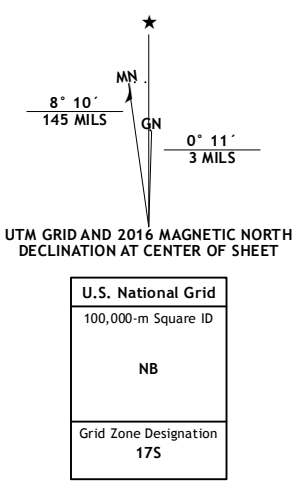 ★
MN
8° 10´
145 MILS
GN
0° 11´
3 MILS
UTM GRID AND 2016 MAGNETIC NORTH
DECLINATION AT CENTER OF SHEET
U.S. National Grid
100,000-m Square ID
NB
Grid Zone Designation
17S